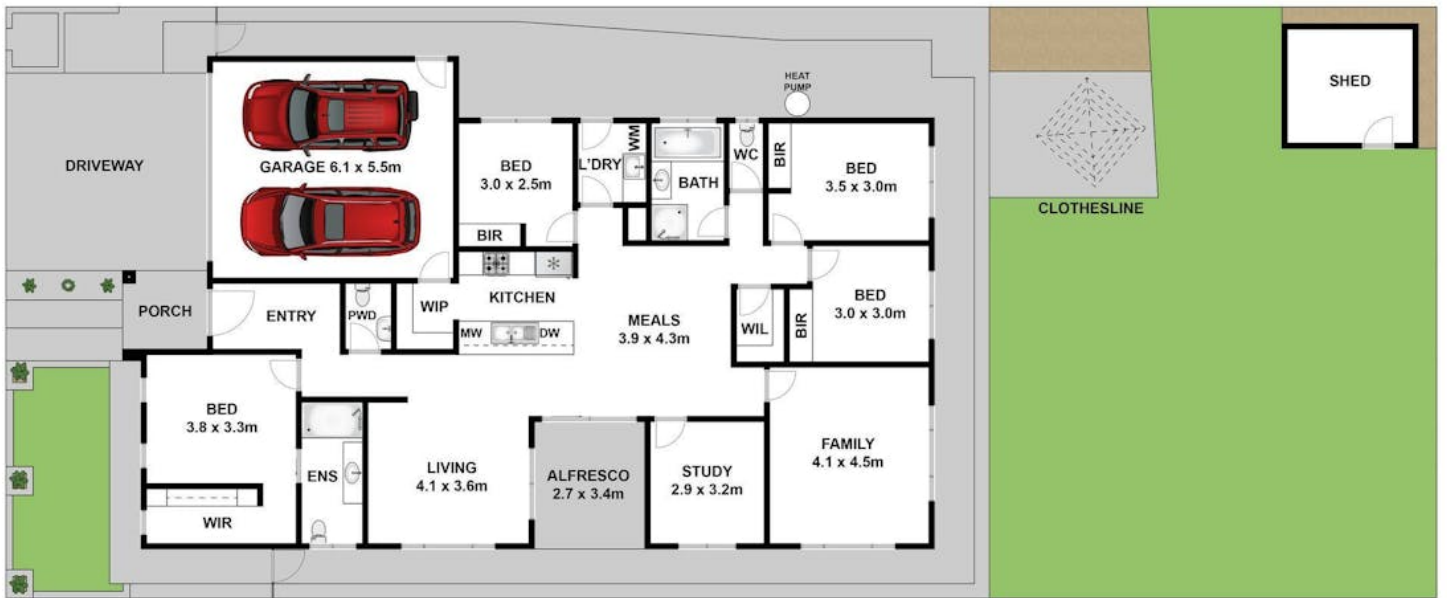 HEAT
PUMP
SHED
DRIVEWAY
GARAGE 6.1 x 5.5m
BED
3.0 x 2.5m
BIR
L'DRY
WM
BATH
WC
BIR
BED
3.5 x 3.0m
CLOTHESLINE
PORCH
ENTRY
PWD
WIP
KITCHEN
MW
DW
MEALS
3.9 x 4.3m
WIL
BIR
BED
3.0 x 3.0m
BED
3.8 x 3.3m
WIR
ENS
LIVING
4.1 x 3.6m
ALFRESCO
2.7 x 3.4m
STUDY
2.9 x 3.2m
FAMILY
4.1 x 4.5m